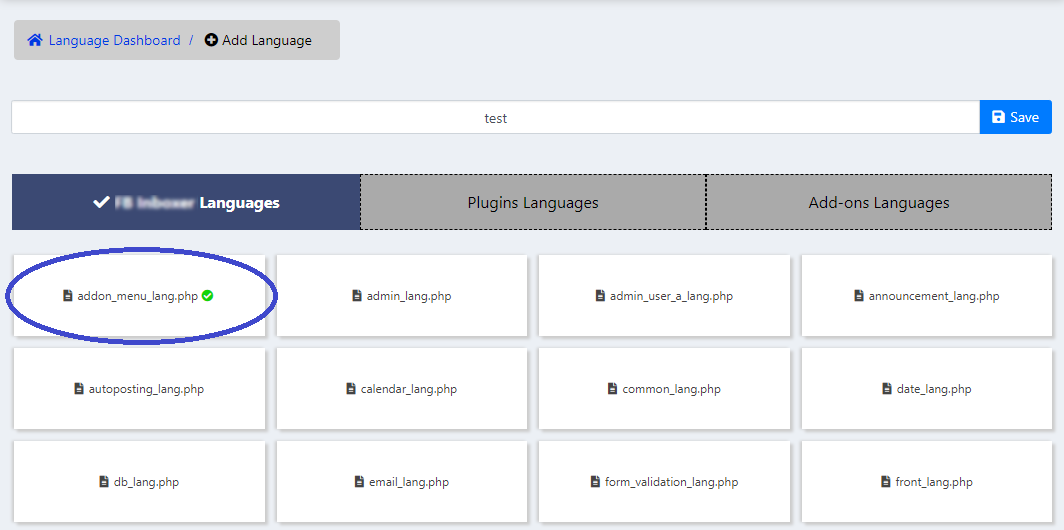 Language Dashboard / Add Language
test
Save
Languages
Plugins Languages
Add-ons Languages
addon_menu_lang.php
admin_lang.php
admin_user_a_lang.php
announcement_lang.php
autoposting_lang.php
calendar_lang.php
common_lang.php
date_lang.php
db_lang.php
email_lang.php
form_validation_lang.php
front_lang.php